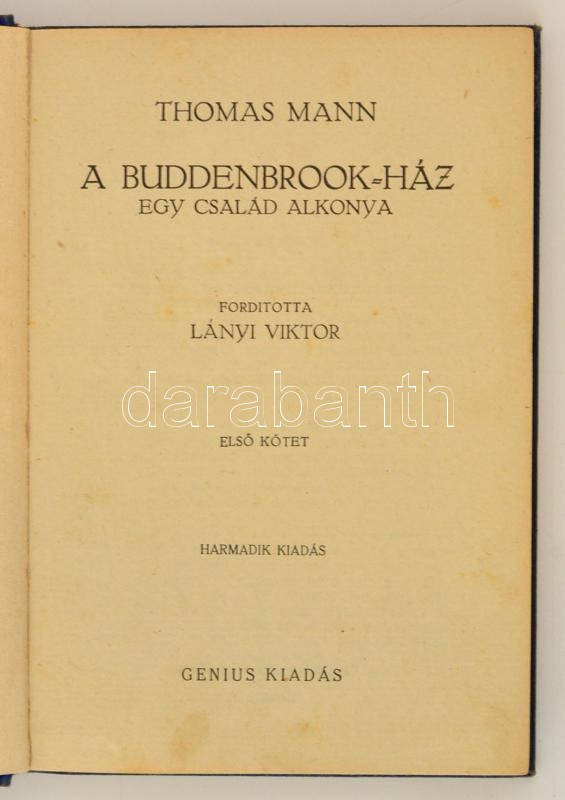 THOMAS MANN
A BUDDENBROOK-HÁZ
EGY CSALÁD ALKONYA
FORDITOTTA
LÁNYI VIKTOR
darabanth
ELSŐ KÖTET
HARMADIK KIADÁS
GENIUS KIADÁS